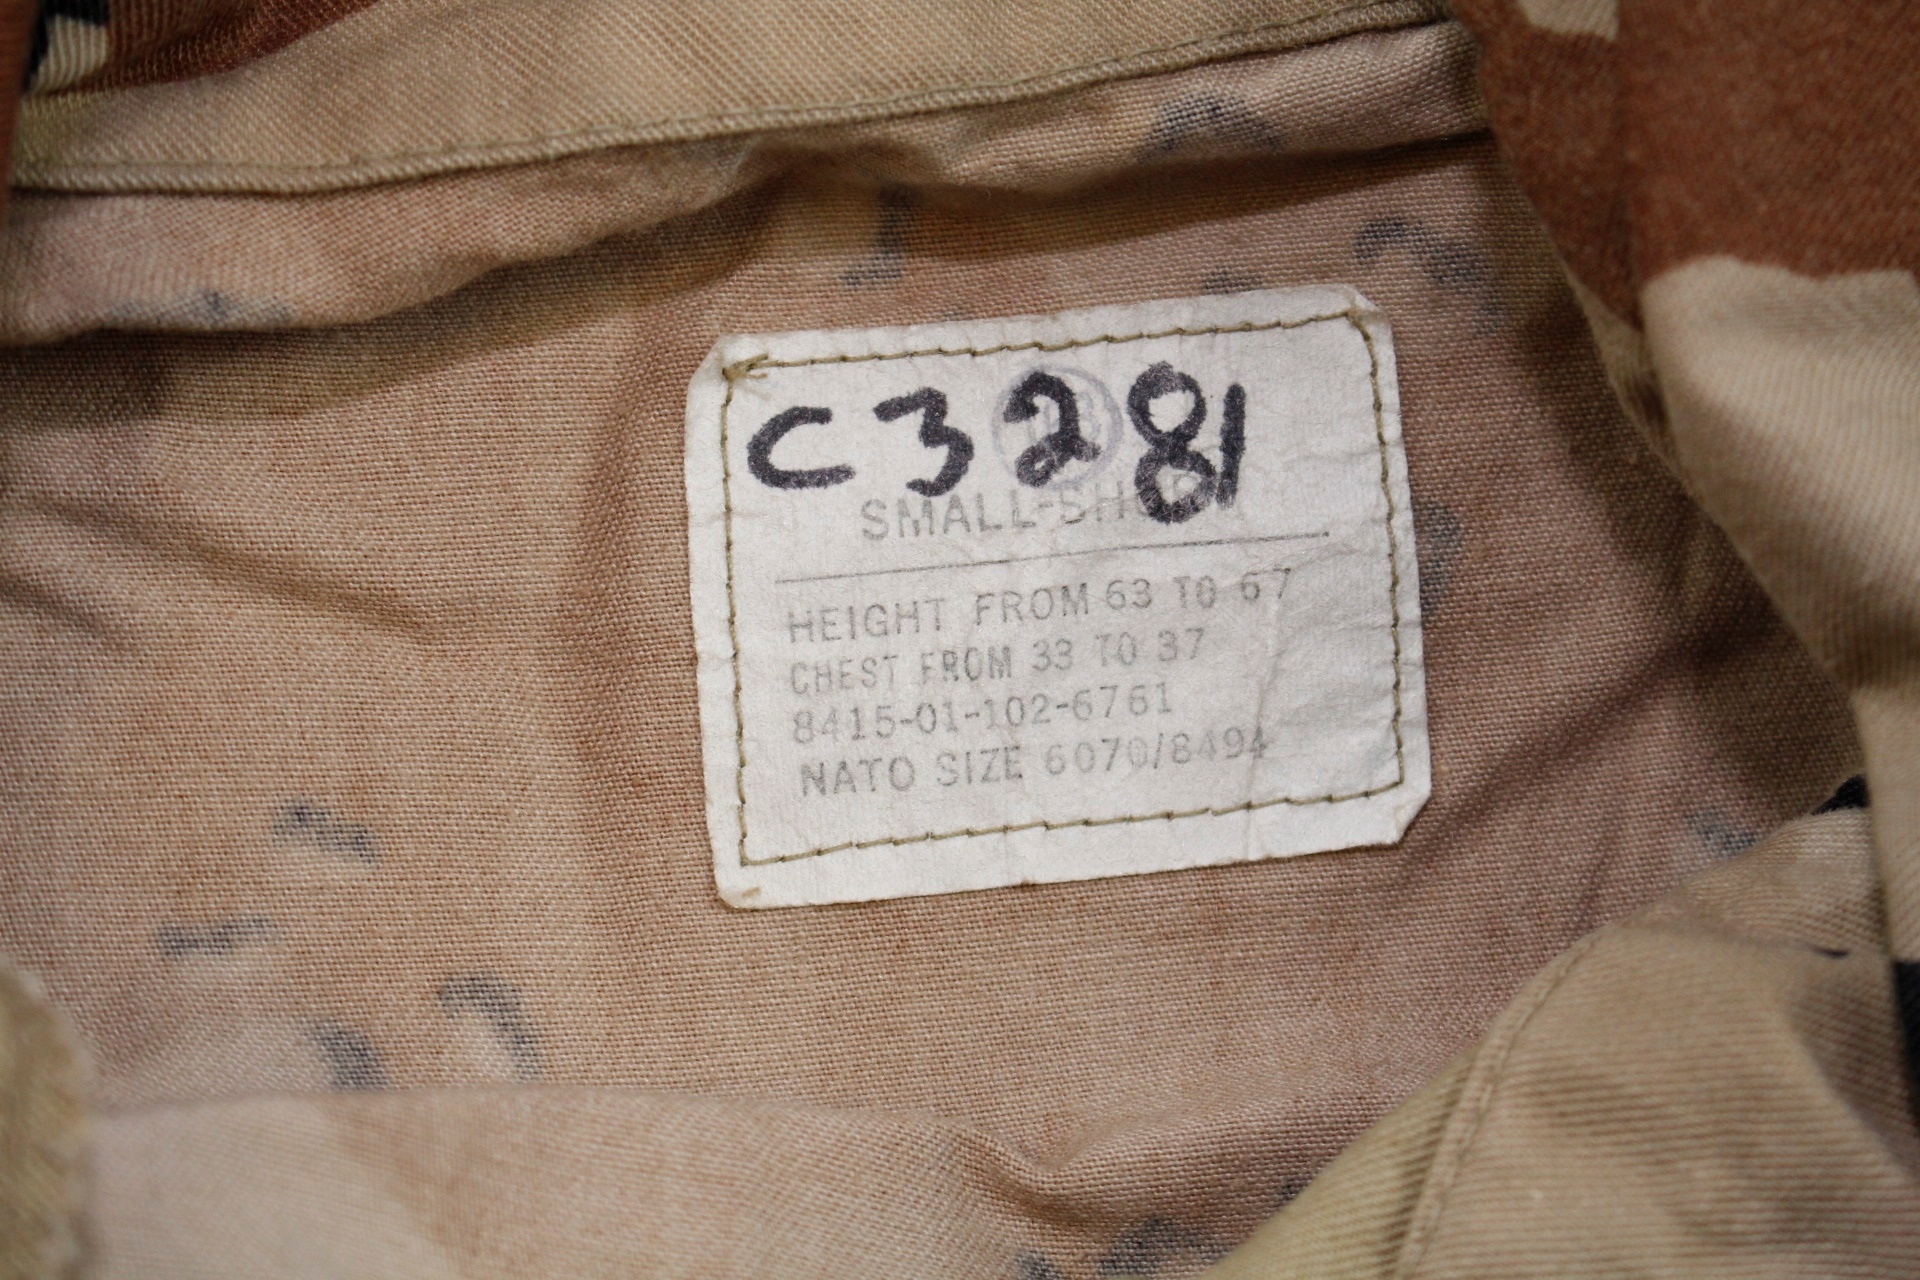 C3281
SMALL-SHORT
HEIGHT FROM 63 TO 67
CHEST FROM 33 TO 37
8415-01-102-6761
NATO SIZE 6070/8494